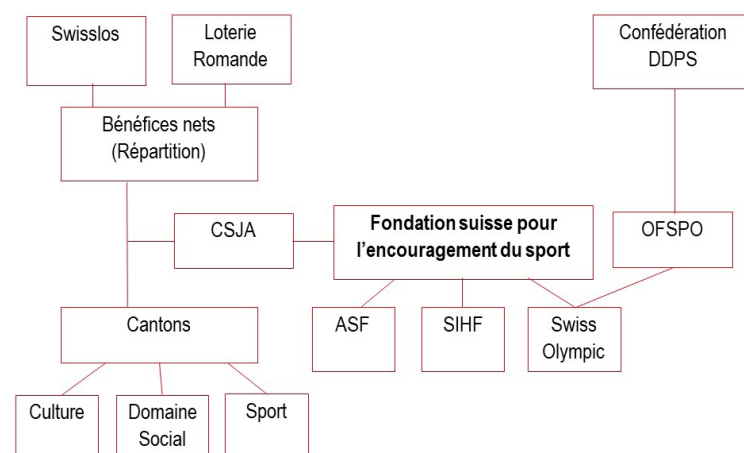 Swisslos
Loterie
Romande
Confédération
DDPS
Bénéfices nets
(Répartition)
CSJA
Fondation suisse pour
l'encouragement du sport
OFSPO
Cantons
ASF
SIHF
Swiss
Olympic
Culture
Domaine
Social
Sport